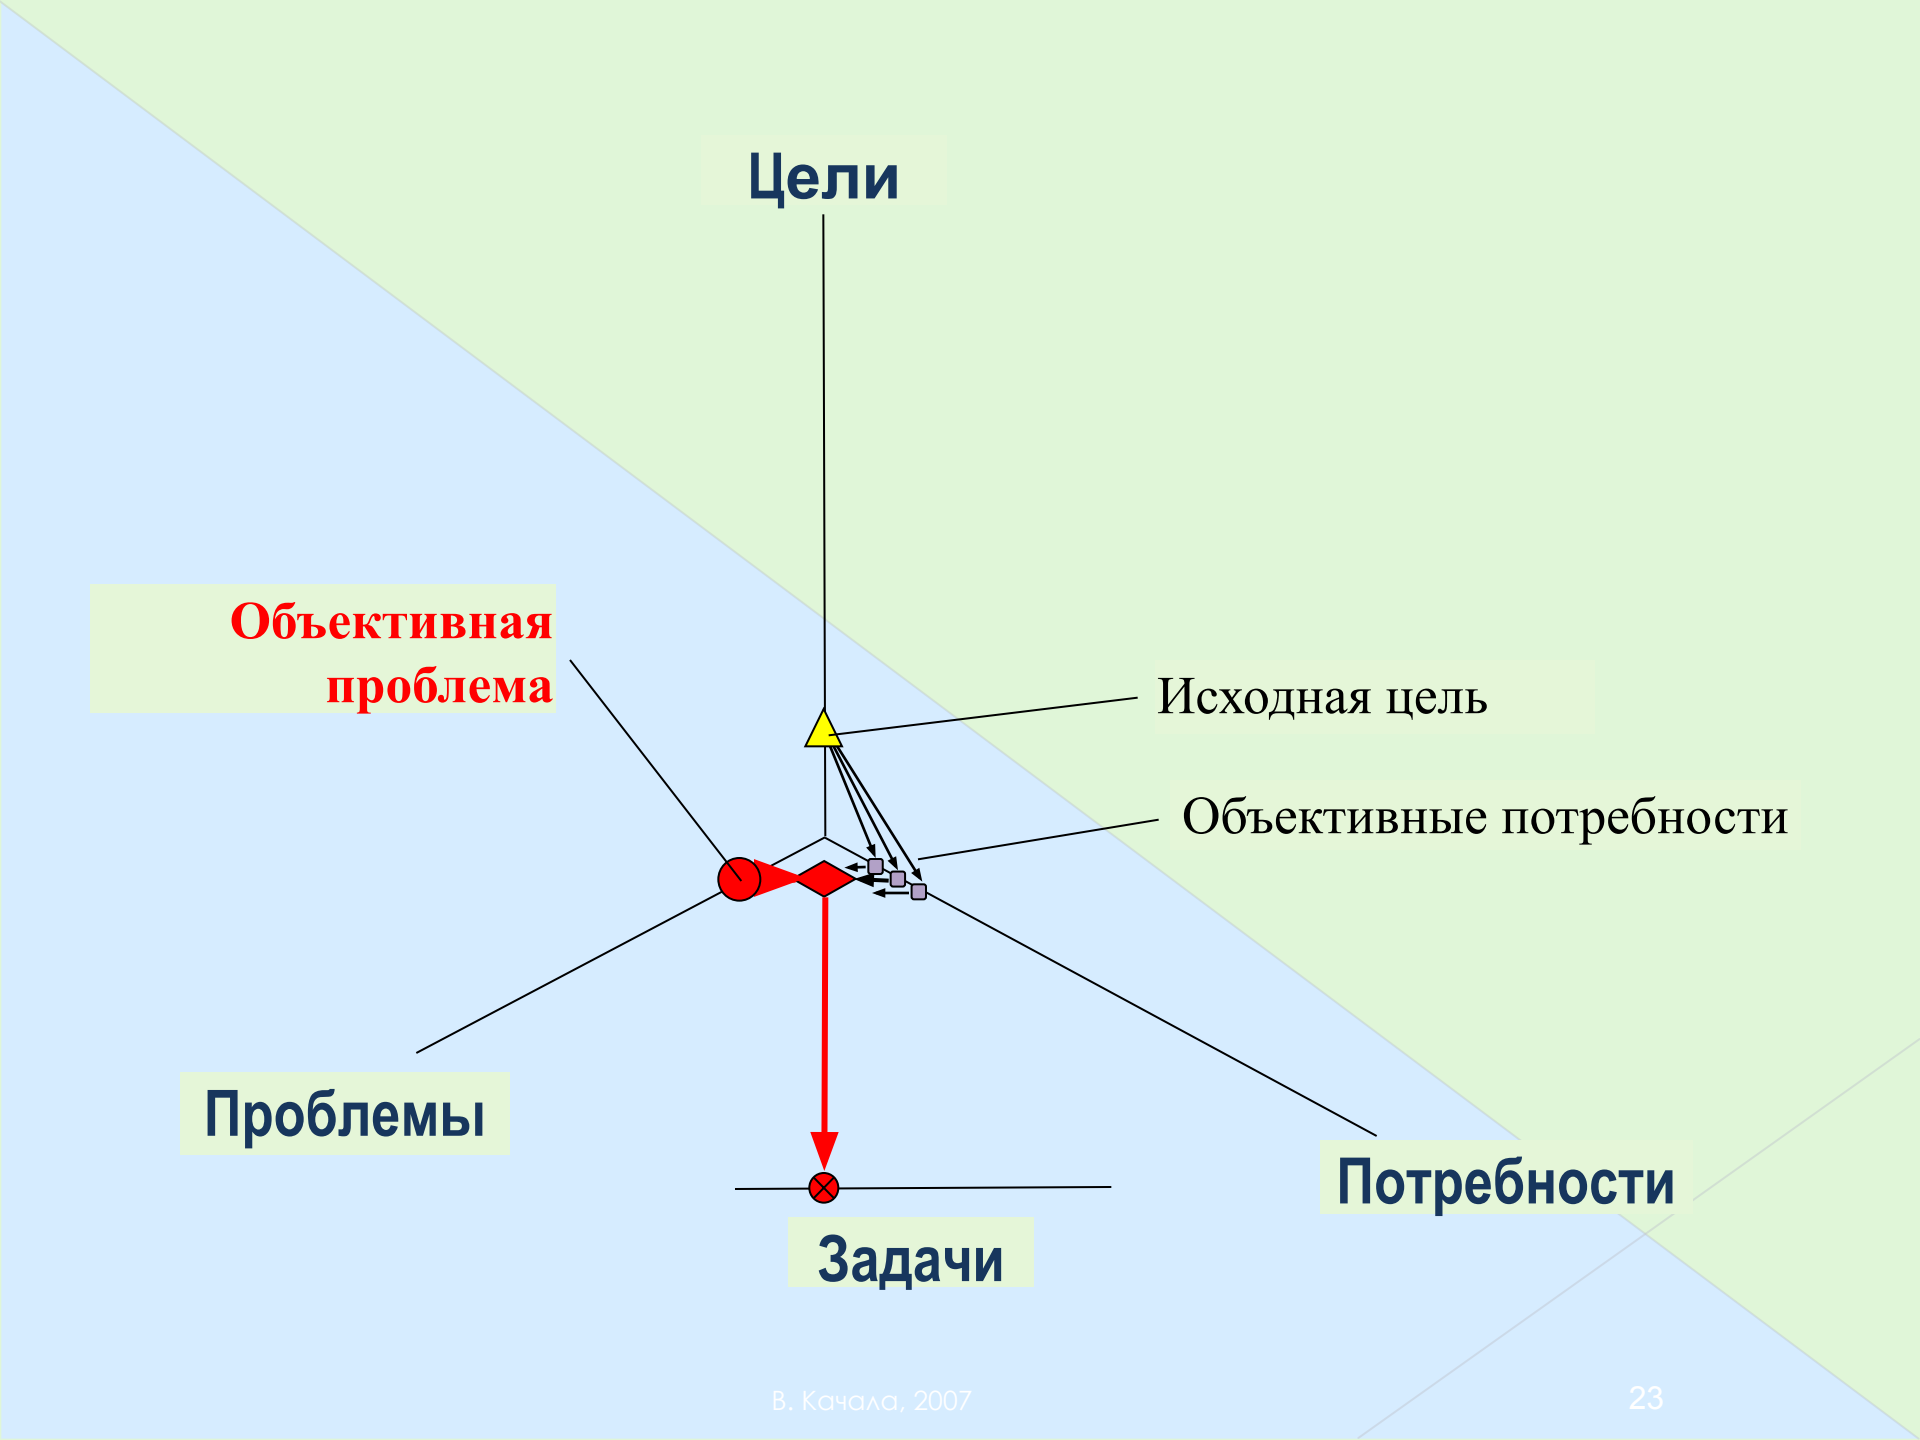 Цели
Объективная
проблема
Исходная цель
Объективные потребности
Проблемы
Потребности
Задачи
В. Качала, 2007
23